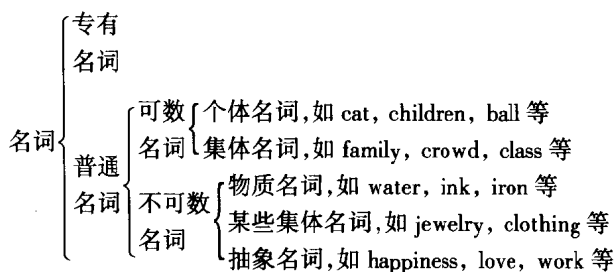 专有
名词
名词
普通
名词
可数
名词
个体名词,如 cat, children, ball 等
集体名词,如 family, crowd, class 等
不可数
名词
物质名词,如 water, ink, iron 等
某些集体名词,如 jewelry, clothing 等
抽象名词,如 happiness, love, work 等